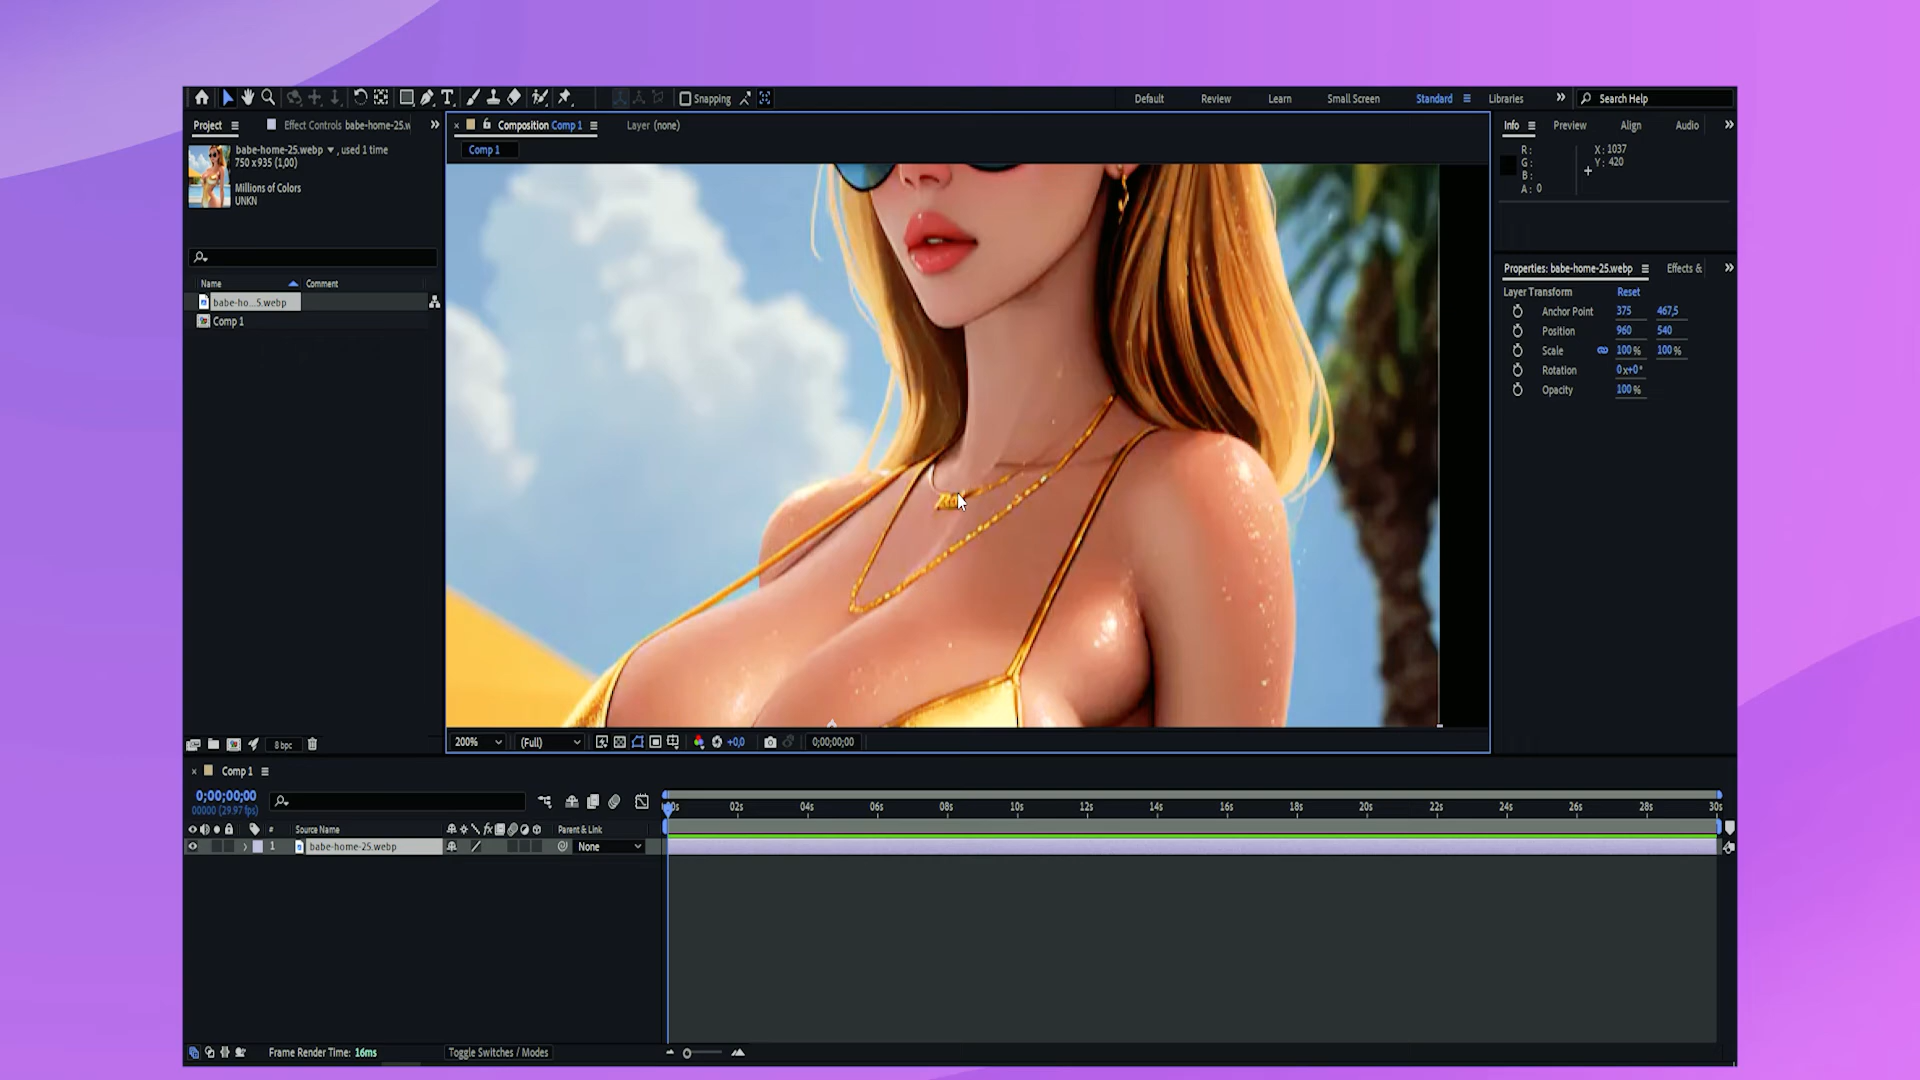 Snapping
Default
Review
Learn
Small Screen
Standard
Libraries
Search Help
Project
Effect Controls babe-home-25.w
Composition Comp 1
Layer (none)
Info
Preview
Align
Audio
babe-home-25.webp , used 1 time
750 x 935 (1,00)
Millions of Colors
UNKN
Comp 1
R:
G:
B:
A: 0
X: 1037
Y: 420
Name
Comment
babe-ho...5.webp
Comp 1
Properties: babe-home-25.webp
Effects &
Layer Transform
Reset
Anchor Point 375 467,5
Position 960 540
Scale 100 % 100 %
Rotation 0x+0°
Opacity 100 %
8 bpc
200%
(Full)
+0,0
0;00;00;00
Comp 1
0;00;00;00
00000 (29.97 fps)
02s 04s 06s 08s 10s 12s 14s 16s 18s 20s 22s 24s 26s 28s 30s
# Source Name
Parent & Link
1 babe-home-25.webp
None
Frame Render Time: 16ms
Toggle Switches / Modes